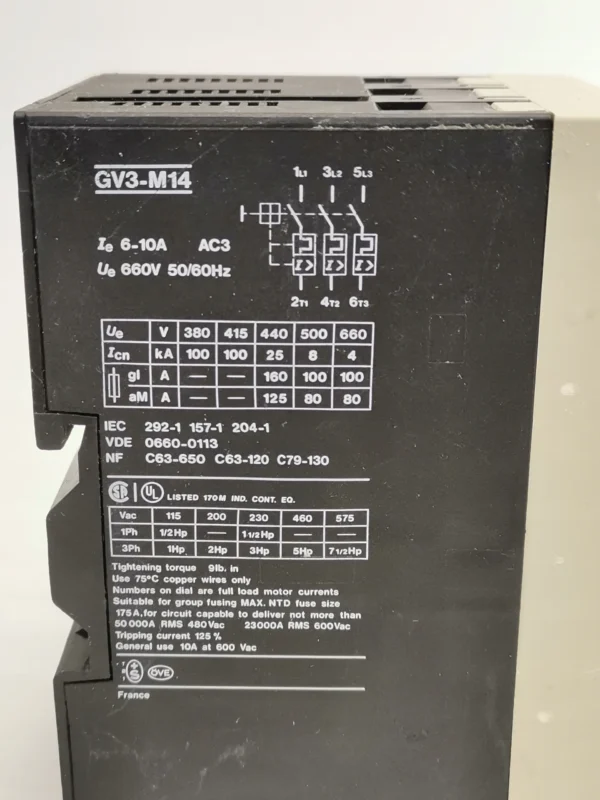 GV3-M14
1L1 3L2 5L3
Ie 6-10A AC3
Ue 660V 50/60Hz
I> I> I>
2T1 4T2 6T3
Ue V 380 415 440 500 660
Icn kA 100 100 25 8 4
gI A — — 160 100 100
aM A — — 125 80 80
IEC 292-1 157-1 204-1
VDE 0660-0113
NF C63-650 C63-120 C79-130
SA UL LISTED 170M IND. CONT. EQ.
Vac 115 200 230 460 575
1Ph 1/2Hp — 1 1/2Hp — —
3Ph 1Hp 2Hp 3Hp 5Hp 7 1/2Hp
Tightening torque 9lb. in
Use 75°C copper wires only
Numbers on dial are full load motor currents
Suitable for group fusing MAX. NTD fuse size
175A, for circuit capable to deliver not more than
50000A RMS 480Vac 23000A RMS 600Vac
Tripping current 125 %
General use 10A at 600 Vac
+S ÖVE
France